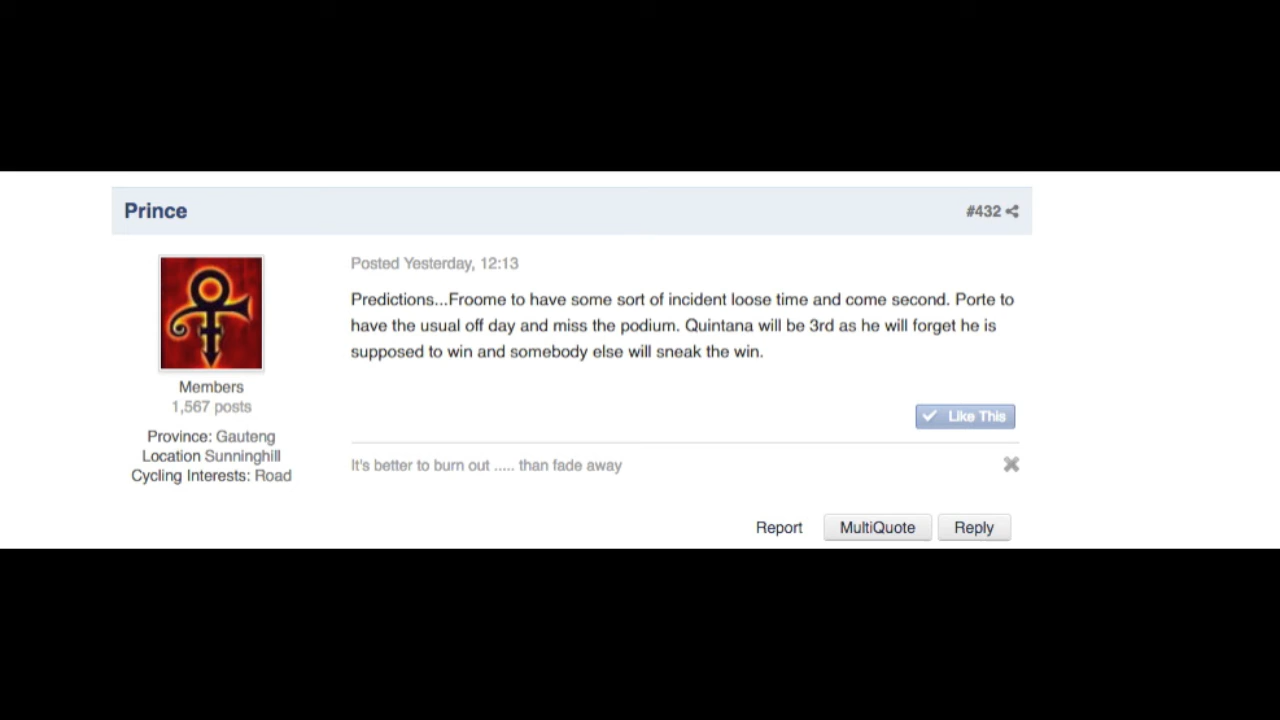 Prince
#432
Posted Yesterday, 12:13
Predictions...Froome to have some sort of incident loose time and come second. Porte to
have the usual off day and miss the podium. Quintana will be 3rd as he will forget he is
supposed to win and somebody else will sneak the win.
Members
1,567 posts
Province: Gauteng
Location Sunninghill
Cycling Interests: Road
Like This
It's better to burn out ..... than fade away
Report
MultiQuote
Reply